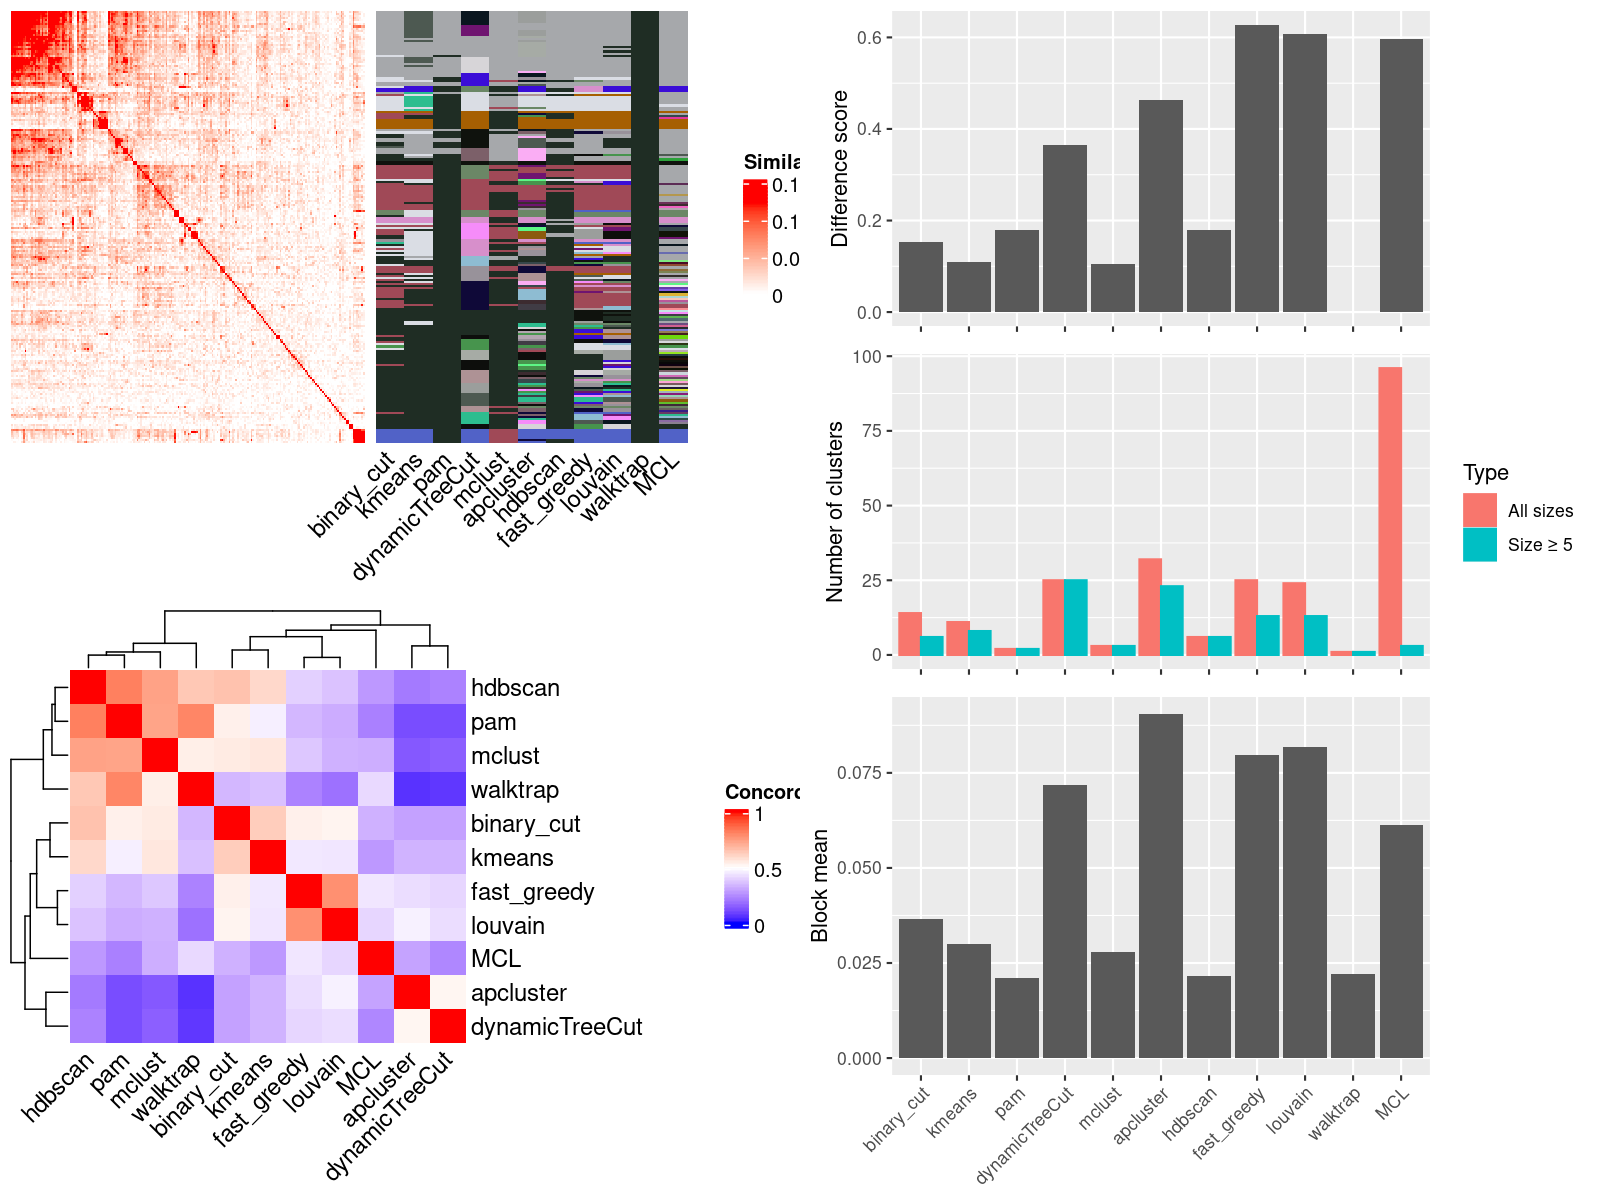 Simila
0.1
0.1
0.0
0
binary_cut
kmeans
pam
dynamicTreeCut
mclust
apcluster
hdbscan
fast_greedy
louvain
walktrap
MCL
hdbscan
pam
mclust
walktrap
binary_cut
kmeans
fast_greedy
louvain
MCL
apcluster
dynamicTreeCut
hdbscan
pam
mclust
walktrap
binary_cut
kmeans
fast_greedy
louvain
MCL
apcluster
dynamicTreeCut
Concord
1
0.5
0
Difference score
0.6
0.4
0.2
0.0
Number of clusters
100
75
50
25
0
Type
All sizes
Size ≥ 5
Block mean
0.075
0.050
0.025
0.000
binary_cut
kmeans
pam
dynamicTreeCut
mclust
apcluster
hdbscan
fast_greedy
louvain
walktrap
MCL